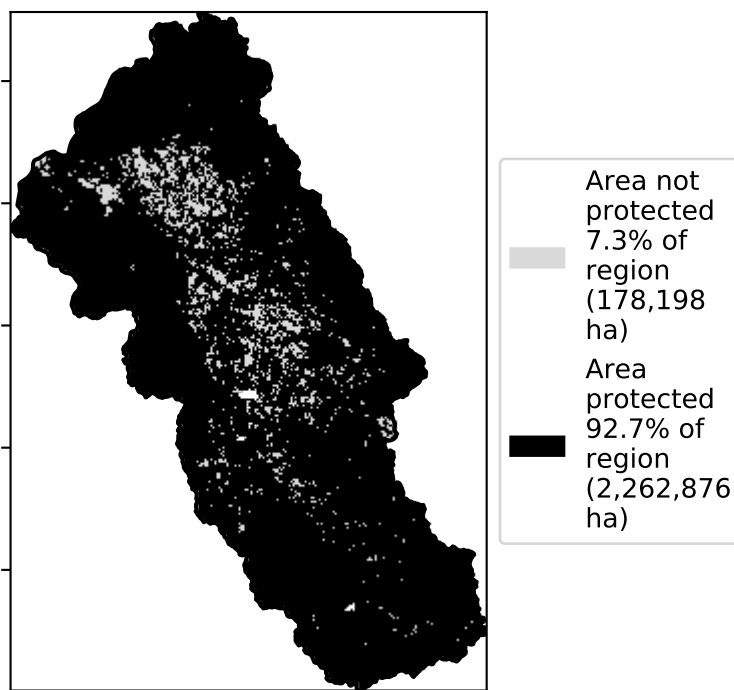 Area not
protected
7.3% of
region
(178,198
ha)
Area
protected
92.7% of
region
(2,262,876
ha)